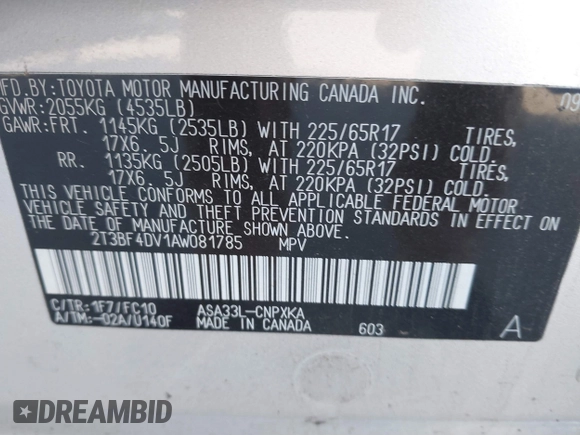 MFD.BY:TOYOTA MOTOR MANUFACTURING CANADA INC. 09
GVWR:2055KG (4535LB)
GAWR:FRT. 1145KG (2535LB) WITH 225/65R17 TIRES,
17X6. 5J RIMS, AT 220KPA (32PSI) COLD.
RR. 1135KG (2505LB) WITH 225/65R17 TIRES,
17X6. 5J RIMS, AT 220KPA (32PSI) COLD.
THIS VEHICLE CONFORMS TO ALL APPLICABLE FEDERAL MOTOR
VEHICLE SAFETY AND THEFT PREVENTION STANDARDS IN EFFECT ON
THE DATE OF MANUFACTURE SHOWN ABOVE.
2T3BF4DV1AW081785 MPV
C/TR:1F7/FC10 ASA33L-CNPXKA
A/TM:-02A/U140F MADE IN CANADA 603 A
DREAMBID